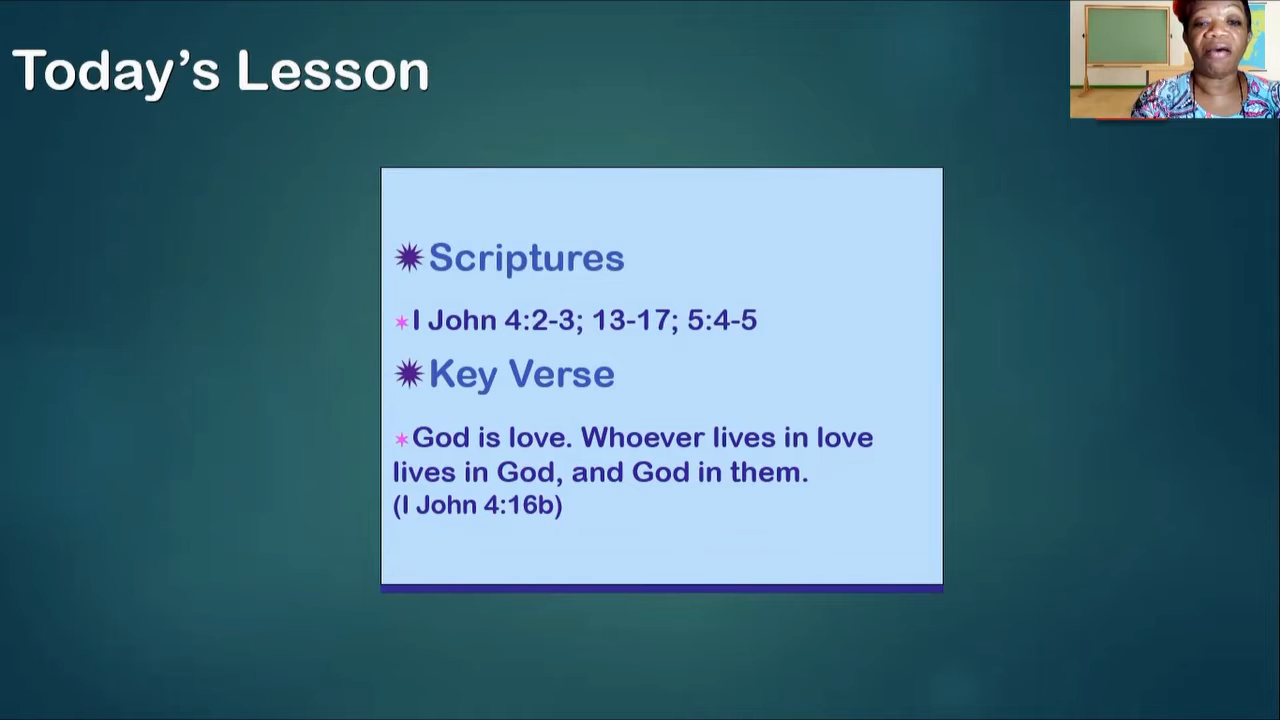 Today’s Lesson
Scriptures
I John 4:2-3; 13-17; 5:4-5
Key Verse
God is love. Whoever lives in love
lives in God, and God in them.
(I John 4:16b)